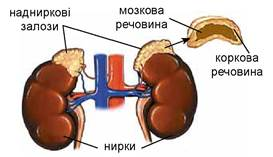 надниркові
залози
мозкова
речовина
коркова
речовина
нирки